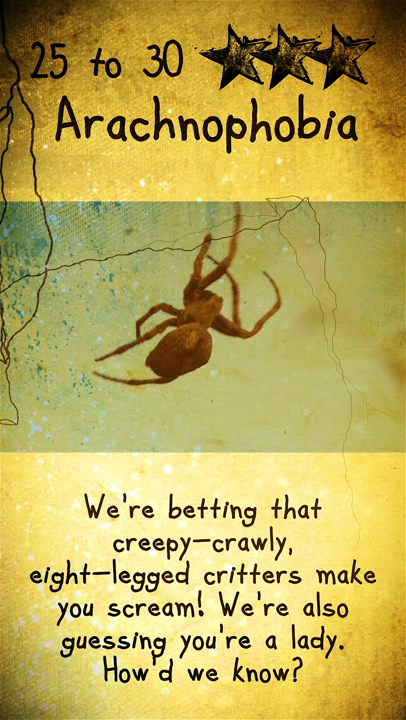 25 to 30
Arachnophobia
We're betting that
creepy-crawly,
eight-legged critters make
you scream! We're also
guessing you're a lady.
How'd we know?